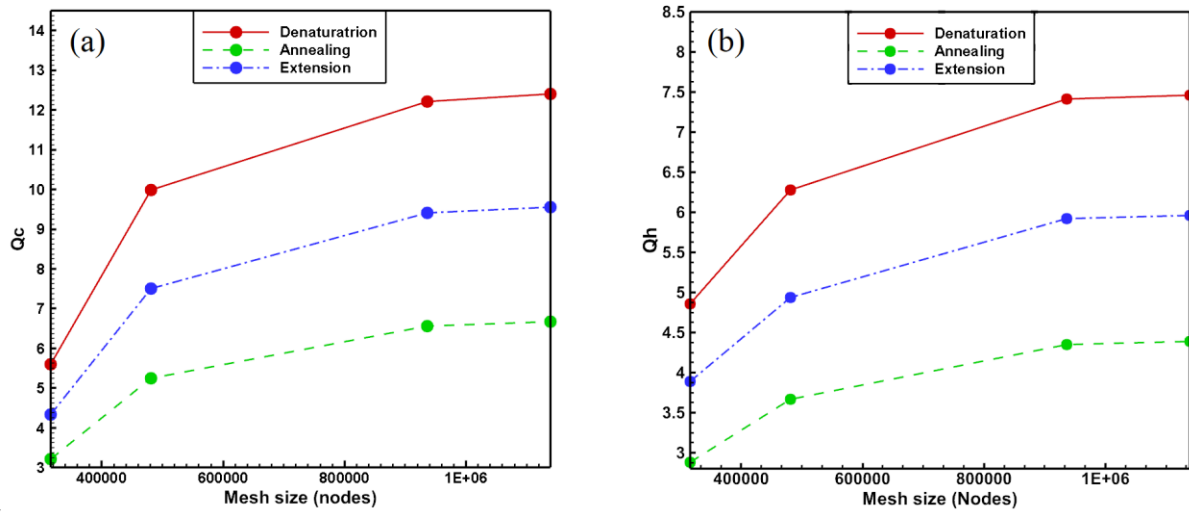 (a)
Denaturatrion
Annealing
Extension
14
13
12
11
10
9
8
7
6
5
4
3
Qc
400000 600000 800000 1E+06
Mesh size (nodes)
(b)
Denaturation
Annealing
Extension
8.5
8
7.5
7
6.5
6
5.5
5
4.5
4
3.5
3
Qh
400000 600000 800000 1E+06
Mesh size (Nodes)